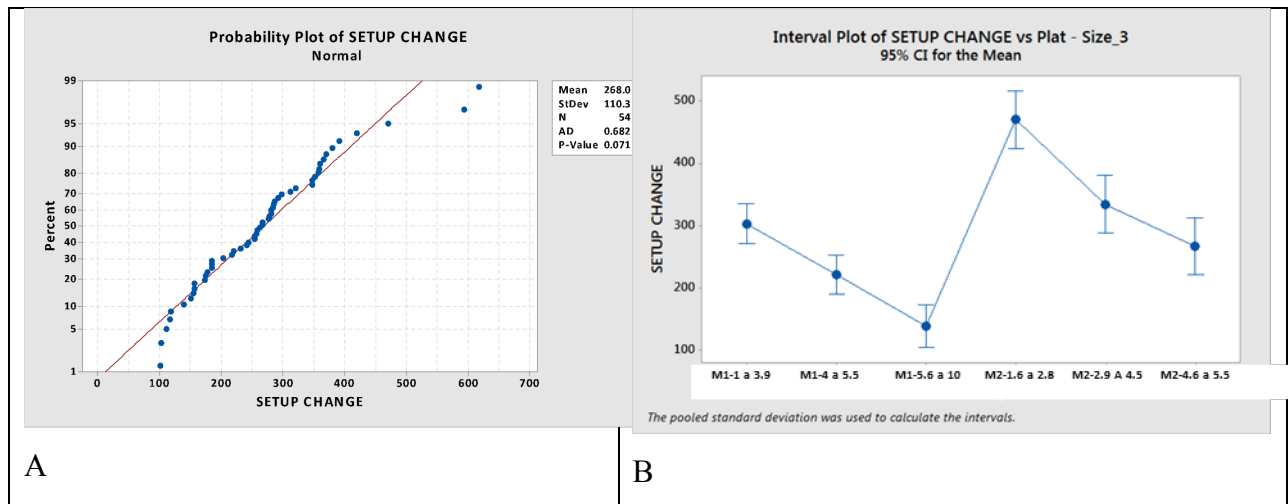 Probability Plot of SETUP CHANGE
Normal
99
95
90
80
70
60
50
40
30
20
10
5
1
Percent
0 100 200 300 400 500 600 700
SETUP CHANGE
Mean 268.0
StDev 110.3
N 54
AD 0.682
P-Value 0.071
A
Interval Plot of SETUP CHANGE vs Plat - Size_3
95% CI for the Mean
500
400
300
200
100
SETUP CHANGE
M1-1 a 3.9 M1-4 a 5.5 M1-5.6 a 10 M2-1.6 a 2.8 M2-2.9 A 4.5 M2-4.6 a 5.5
The pooled standard deviation was used to calculate the intervals.
B